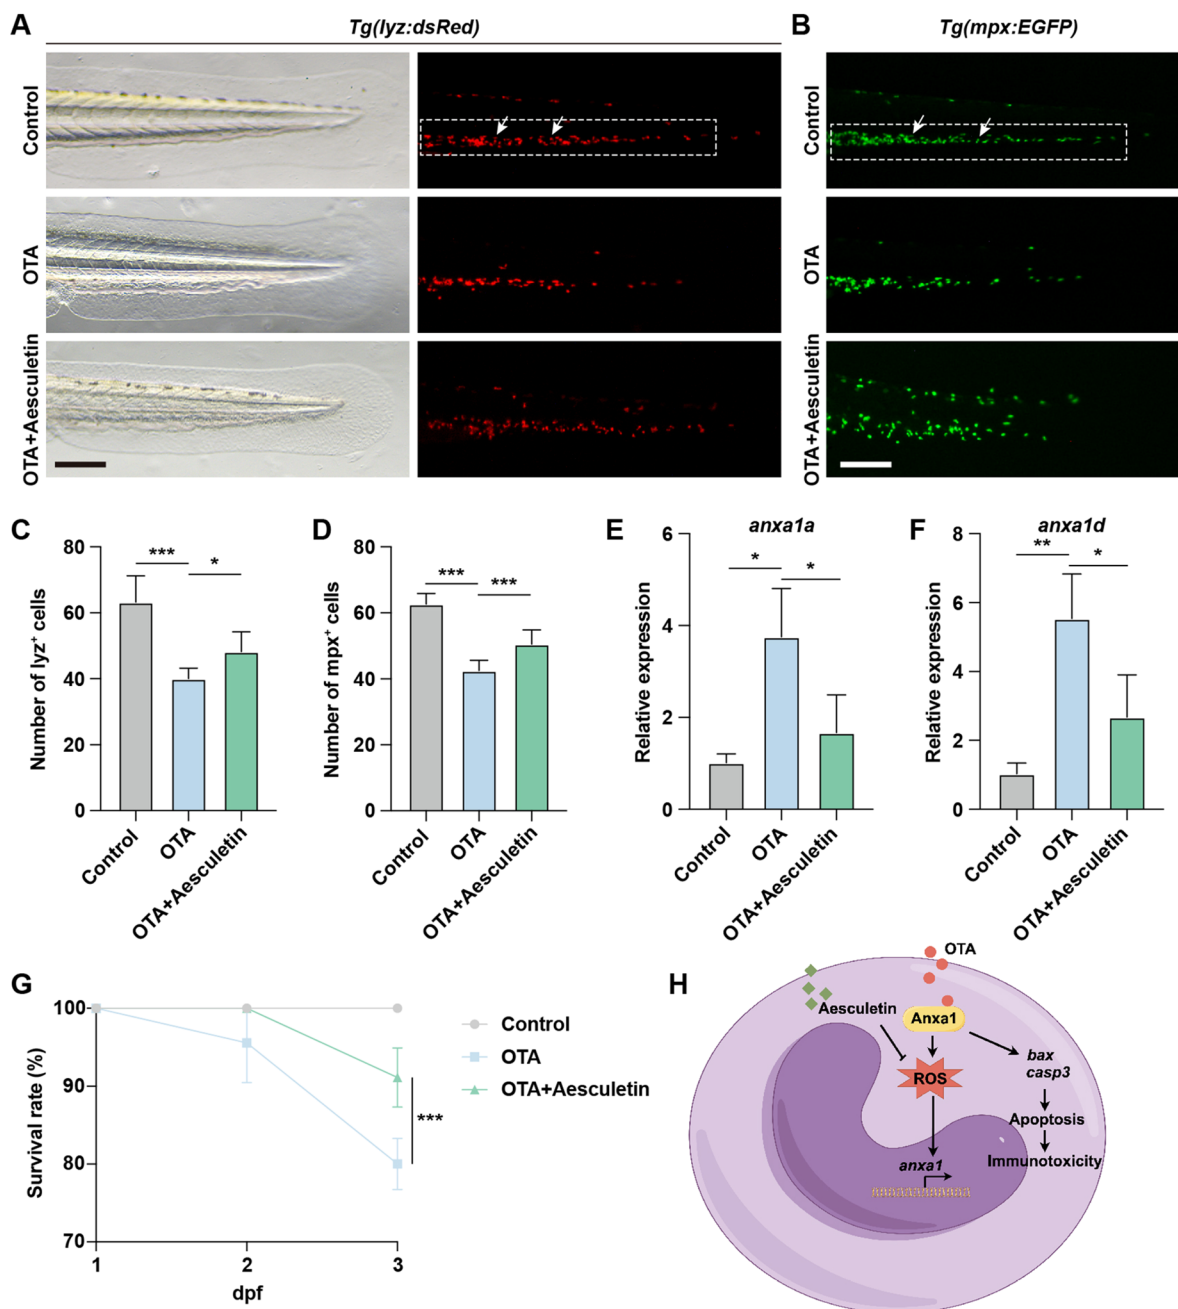 A
Tg(lyz:dsRed)
B
Tg(mpx:EGFP)
Control
OTA
OTA+Aesculetin
Control
OTA
OTA+Aesculetin
C
Number of lyz⁺ cells
80
60
40
20
0
***
*
Control
OTA
OTA+Aesculetin
D
Number of mpx⁺ cells
80
60
40
20
0
***
***
Control
OTA
OTA+Aesculetin
E
anxa1a
Relative expression
6
4
2
0
*
*
Control
OTA
OTA+Aesculetin
F
anxa1d
Relative expression
8
6
4
2
0
**
*
Control
OTA
OTA+Aesculetin
G
Survival rate (%)
100
90
80
70
1
2
3
dpf
***
Control
OTA
OTA+Aesculetin
H
OTA
Aesculetin
Anxa1
ROS
bax
casp3
Apoptosis
Immunotoxicity
anxa1